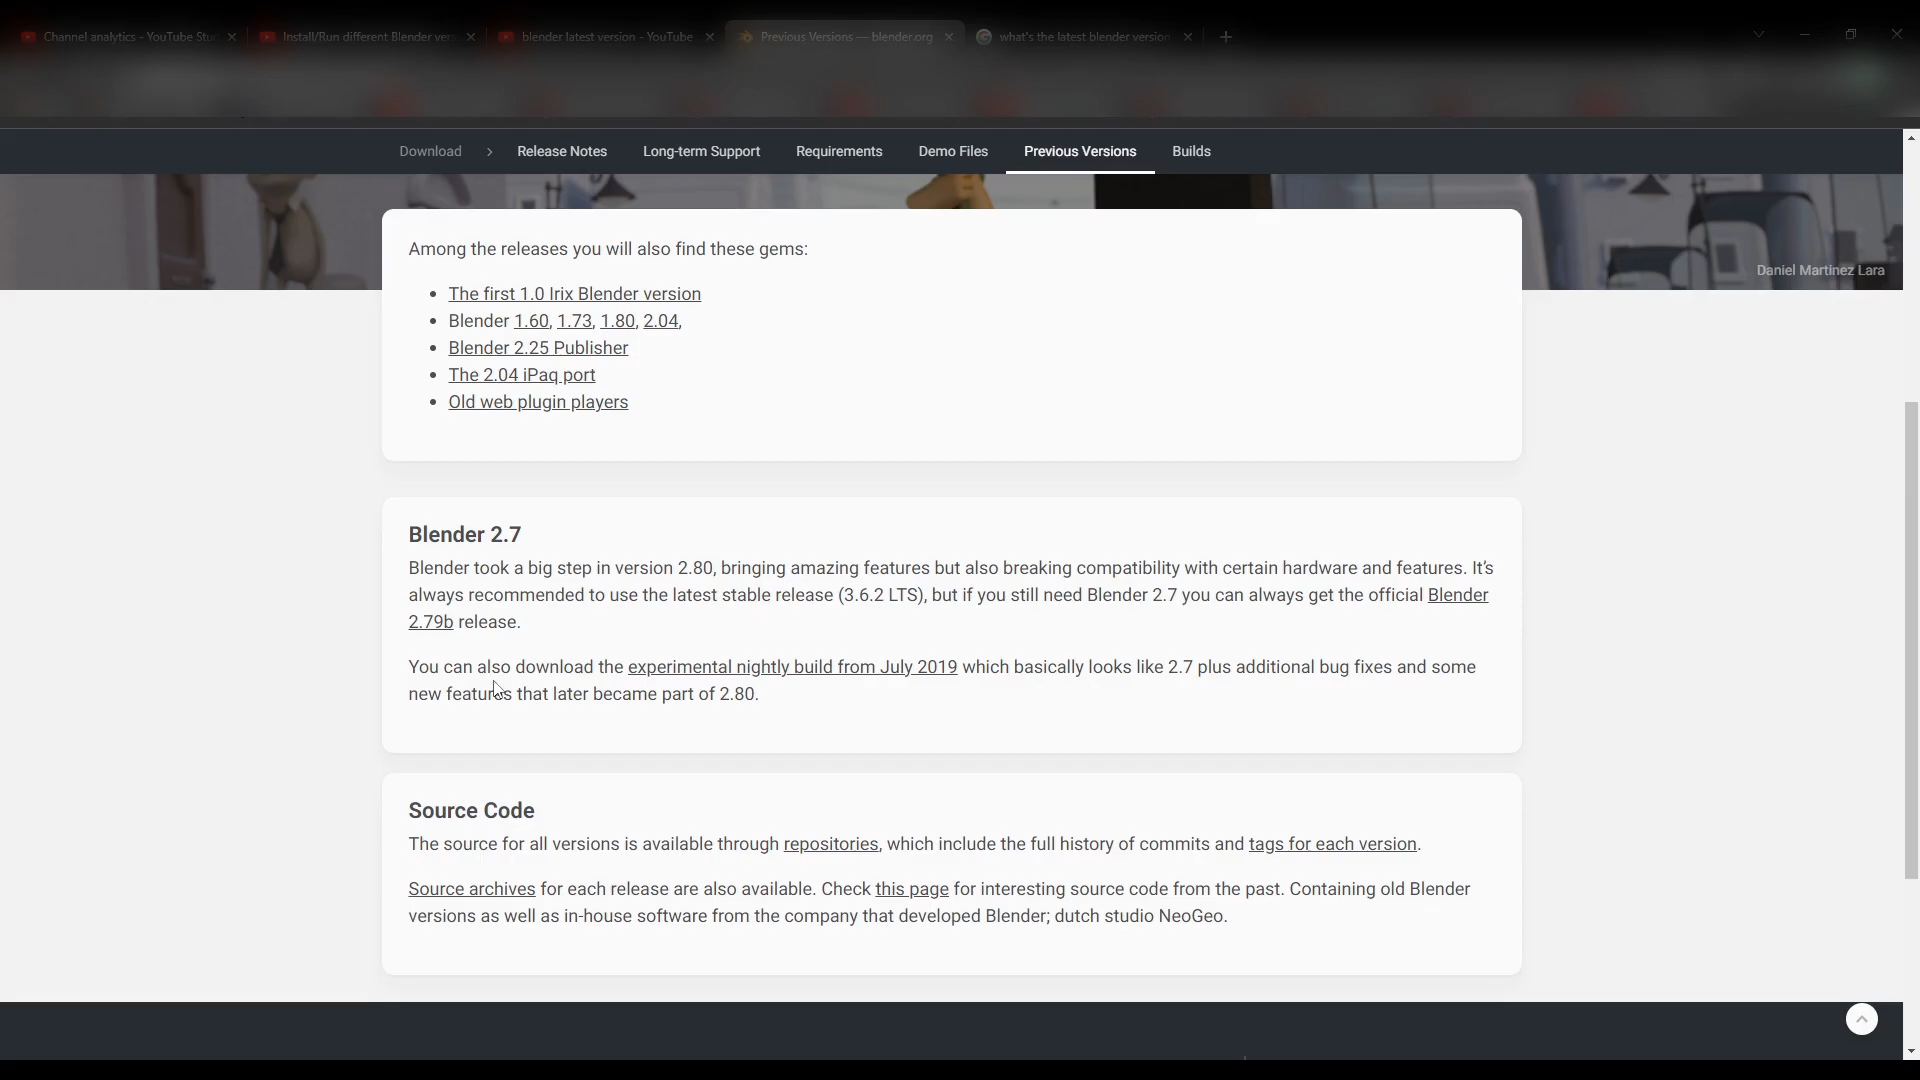 Channel analytics - YouTube Stu
Install/Run different Blender vers
blender latest version - YouTube
Previous Versions — blender.org
what's the latest blender version
Download
Release Notes
Long-term Support
Requirements
Demo Files
Previous Versions
Builds
Daniel Martinez Lara
Among the releases you will also find these gems:
The first 1.0 Irix Blender version
Blender 1.60, 1.73, 1.80, 2.04,
Blender 2.25 Publisher
The 2.04 iPaq port
Old web plugin players
Blender 2.7
Blender took a big step in version 2.80, bringing amazing features but also breaking compatibility with certain hardware and features. It's
always recommended to use the latest stable release (3.6.2 LTS), but if you still need Blender 2.7 you can always get the official Blender
2.79b release.
You can also download the experimental nightly build from July 2019 which basically looks like 2.7 plus additional bug fixes and some
new features that later became part of 2.80.
Source Code
The source for all versions is available through repositories, which include the full history of commits and tags for each version.
Source archives for each release are also available. Check this page for interesting source code from the past. Containing old Blender
versions as well as in-house software from the company that developed Blender; dutch studio NeoGeo.